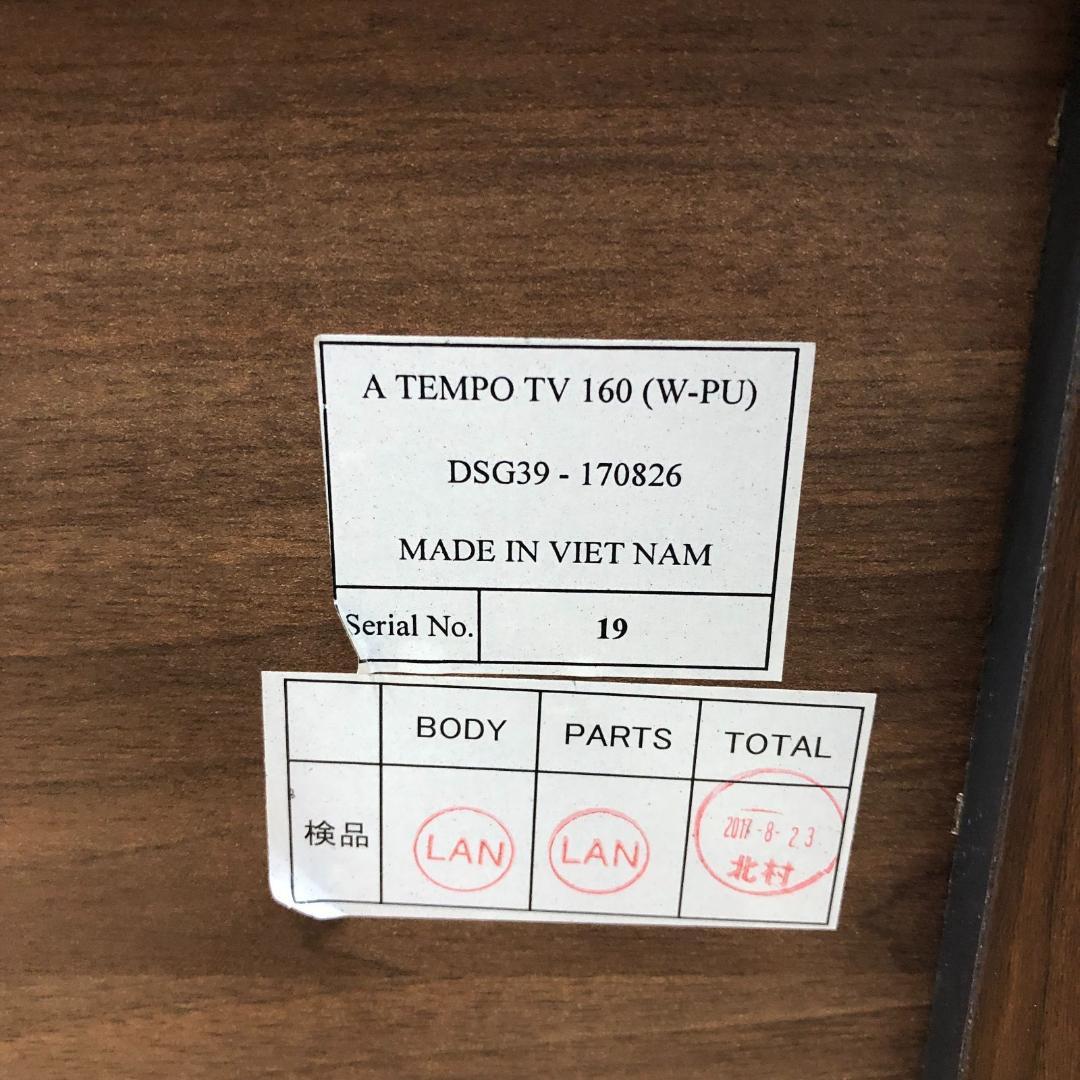 A TEMPO TV 160 (W-PU)
DSG39 - 170826
MADE IN VIET NAM
Serial No. 19
BODY PARTS TOTAL
検品 LAN LAN 2017-8-23
北村